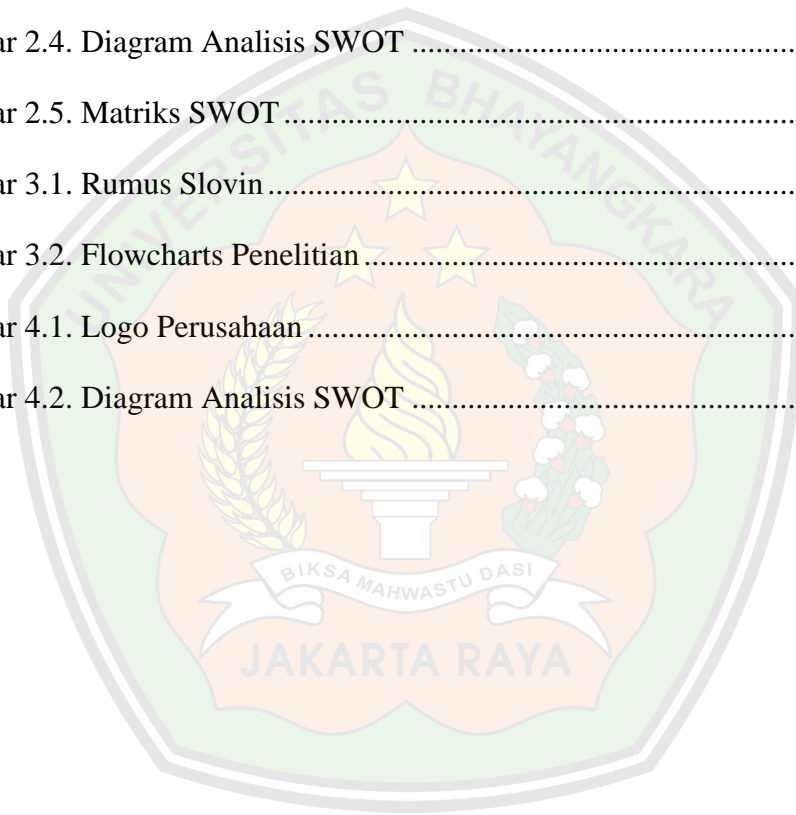 ar 2.4. Diagram Analisis SWOT ................................................
ar 2.5. Matriks SWOT ................................................................
ar 3.1. Rumus Slovin ..................................................................
ar 3.2. Flowcharts Penelitian ......................................................
ar 4.1. Logo Perusahaan .............................................................
ar 4.2. Diagram Analisis SWOT ................................................
UNIVERSITAS BHAYANGKARA
BIKSA MAHWASTU DASI
JAKARTA RAYA